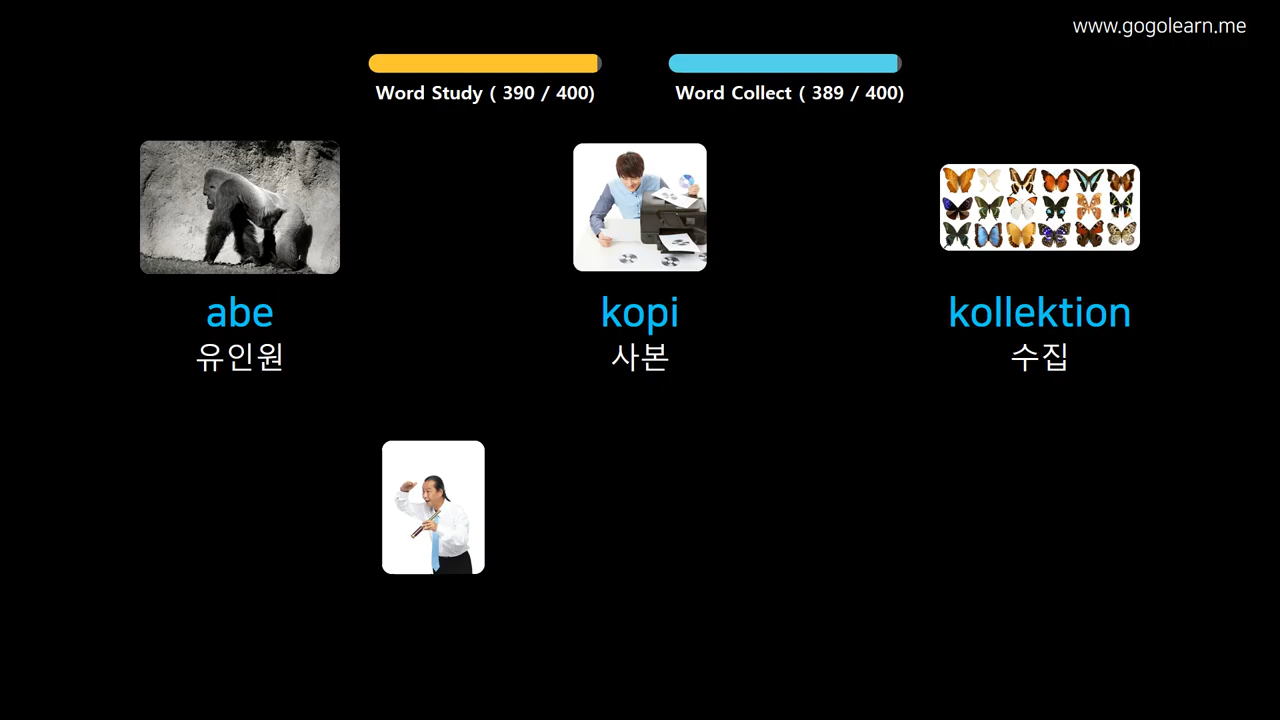 www.gogolearn.me
Word Study ( 390 / 400)
Word Collect ( 389 / 400)
abe
유인원
kopi
사본
kollektion
수집